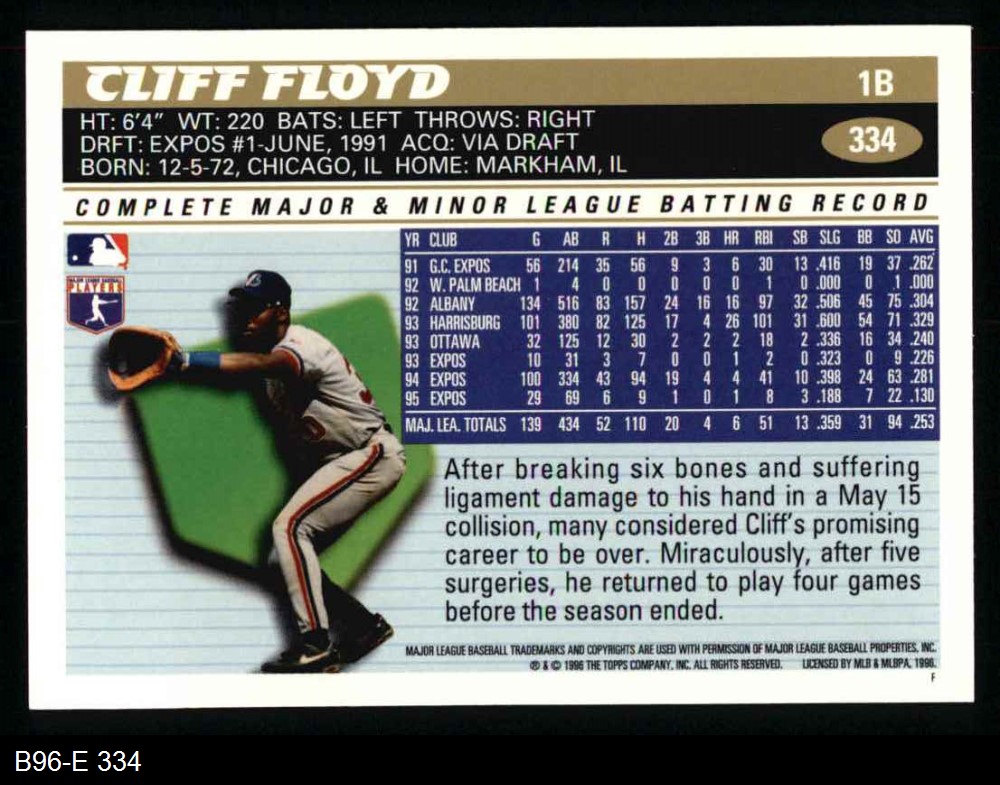 CLIFF FLOYD 1B
HT: 6'4" WT: 220 BATS: LEFT THROWS: RIGHT
DRFT: EXPOS #1-JUNE, 1991 ACQ: VIA DRAFT
334
BORN: 12-5-72, CHICAGO, IL HOME: MARKHAM, IL
COMPLETE MAJOR & MINOR LEAGUE BATTING RECORD
MAJOR LEAGUE BASEBALL
PLAYERS
YR CLUB G AB R H 2B 3B HR RBI SB SLG BB SO AVG
91 G.C. EXPOS 56 214 35 56 9 3 6 30 13 .416 19 37 .262
92 W. PALM BEACH 1 4 0 0 0 0 0 1 0 .000 0 .1 .000
92 ALBANY 134 516 83 157 24 16 16 97 32 .506 45 75 .304
93 HARRISBURG 101 380 82 125 17 4 26 101 31 .600 54 71 .329
93 OTTAWA 32 125 12 30 2 2 2 18 2 .336 16 34 .240
93 EXPOS 10 31 3 7 0 0 1 2 0 .323 0 9 .226
94 EXPOS 100 334 43 94 19 4 4 41 10 .398 24 63 .281
95 EXPOS 29 69 6 9 1 0 1 8 3 .188 7 22 .130
MAJ. LEA. TOTALS 139 434 52 110 20 4 6 51 13 .359 31 94 .253
After breaking six bones and suffering
ligament damage to his hand in a May 15
collision, many considered Cliff's promising
career to be over. Miraculously, after five
surgeries, he returned to play four games
before the season ended.
MAJOR LEAGUE BASEBALL TRADEMARKS AND COPYRIGHTS ARE USED WITH PERMISSION OF MAJOR LEAGUE BASEBALL PROPERTIES, INC.
® & © 1996 THE TOPPS COMPANY, INC. ALL RIGHTS RESERVED. LICENSED BY MLB & MLBPA, 1996.
F
B96-E 334